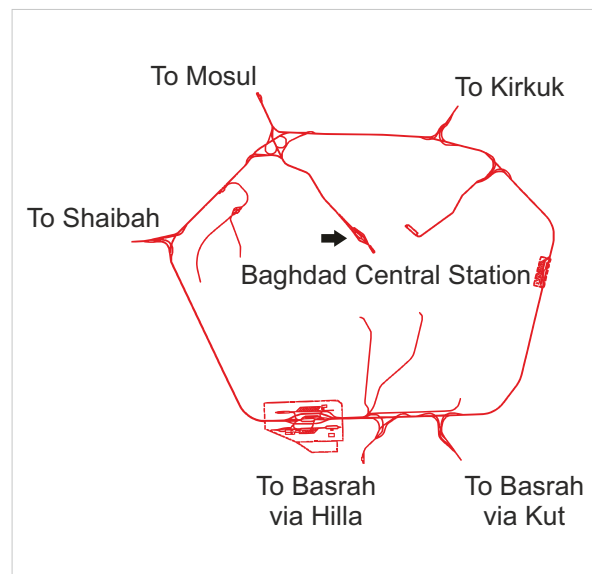 To Mosul
To Kirkuk
To Shaibah
Baghdad Central Station
To Basrah
via Hilla
To Basrah
via Kut